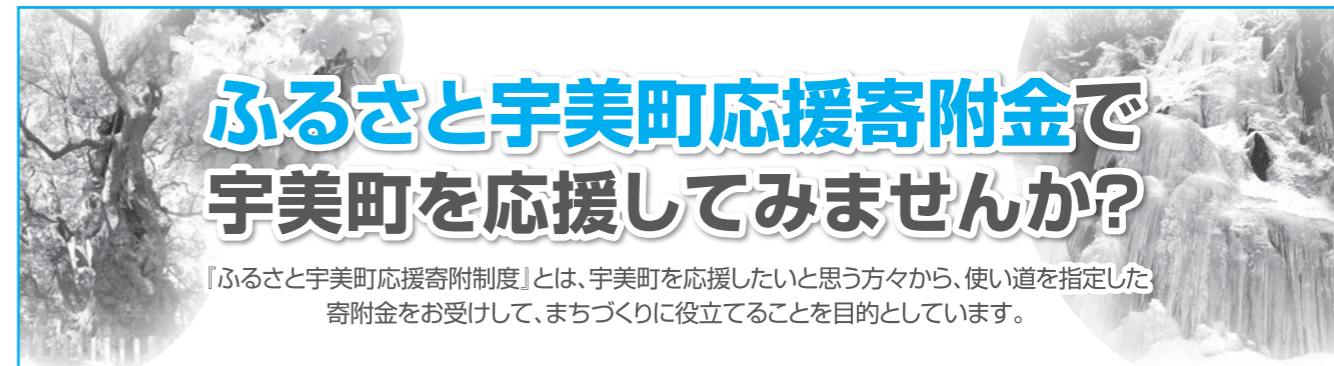 ふるさと宇美町応援寄附金で
宇美町を応援してみませんか?
『ふるさと宇美町応援寄附制度』とは、宇美町を応援したいと思う方々から、使い道を指定した
寄附金をお受けして、まちづくりに役立てることを目的としています。